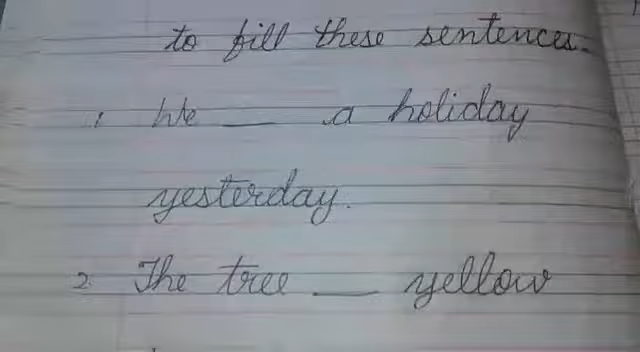 to fill these sentences.
1. We ___ a holiday
yesterday.
2. The tree ___ yellow